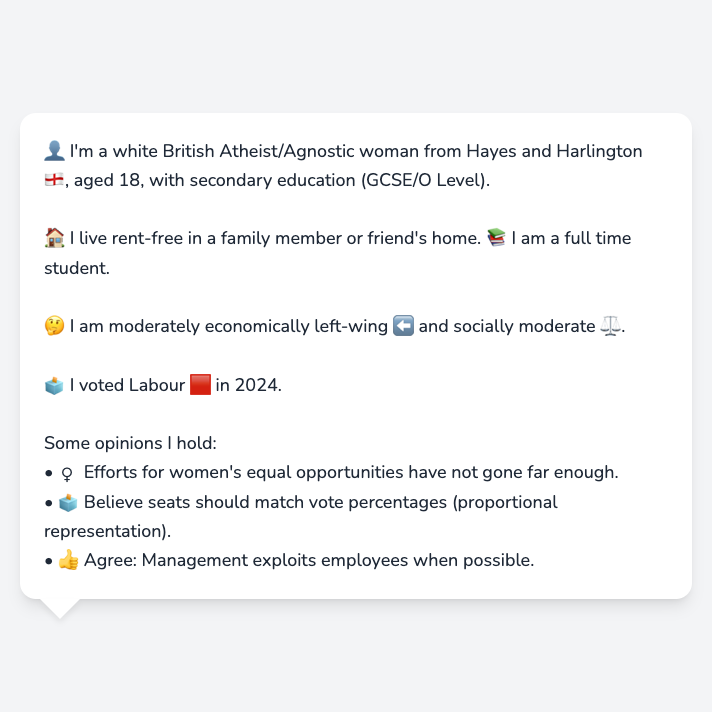 👤 I'm a white British Atheist/Agnostic woman from Hayes and Harlington
🏴󠁧󠁢󠁥󠁮󠁧󠁿, aged 18, with secondary education (GCSE/O Level).
🏠 I live rent-free in a family member or friend's home. 📚 I am a full time
student.
🤔 I am moderately economically left-wing ⬅️ and socially moderate ⚖️.
🗳️ I voted Labour 🟥 in 2024.
Some opinions I hold:
• ♀ Efforts for women's equal opportunities have not gone far enough.
• 🗳️ Believe seats should match vote percentages (proportional
representation).
• 👍 Agree: Management exploits employees when possible.